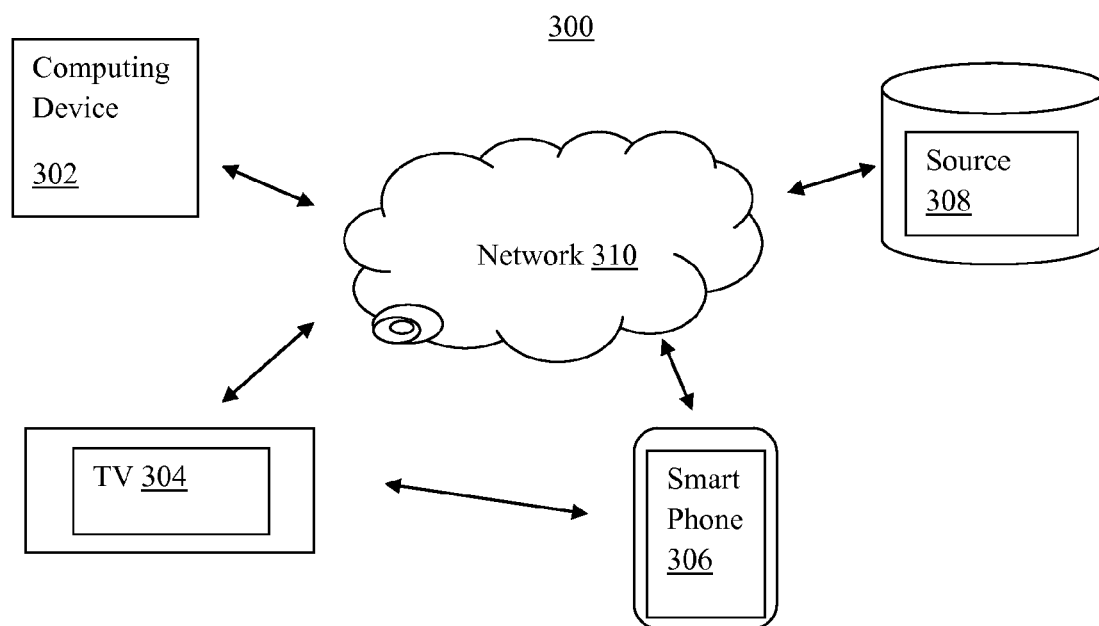 300
Computing
Device
302
Source
308
Network 310
TV 304
Smart
Phone
306